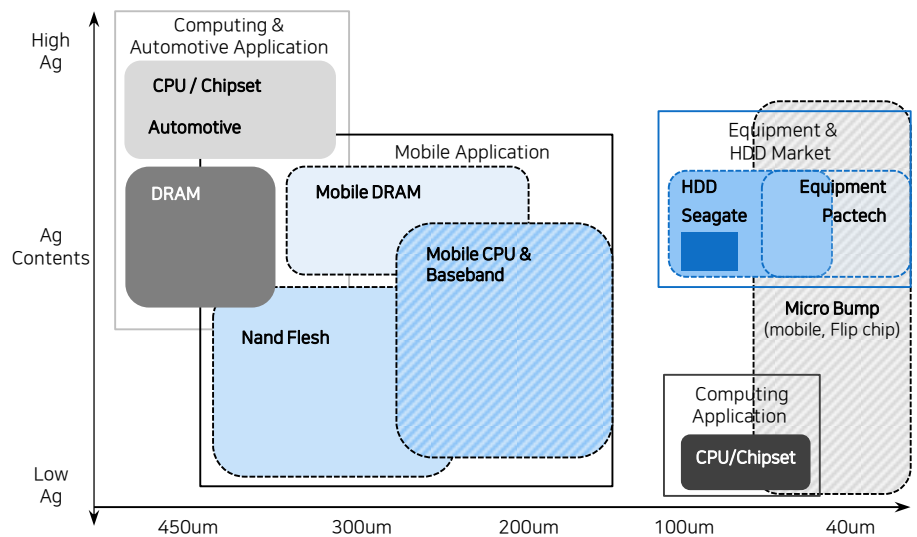 High
Ag
Computing &
Automotive Application
CPU / Chipset
Automotive
Mobile Application
DRAM
Mobile DRAM
Mobile CPU &
Baseband
Nand Flesh
Equipment &
HDD Market
HDD
Seagate
Equipment
Pactech
Ag
Contents
Micro Bump
(mobile, Flip chip)
Computing
Application
CPU/Chipset
Low
Ag
450um
300um
200um
100um
40um